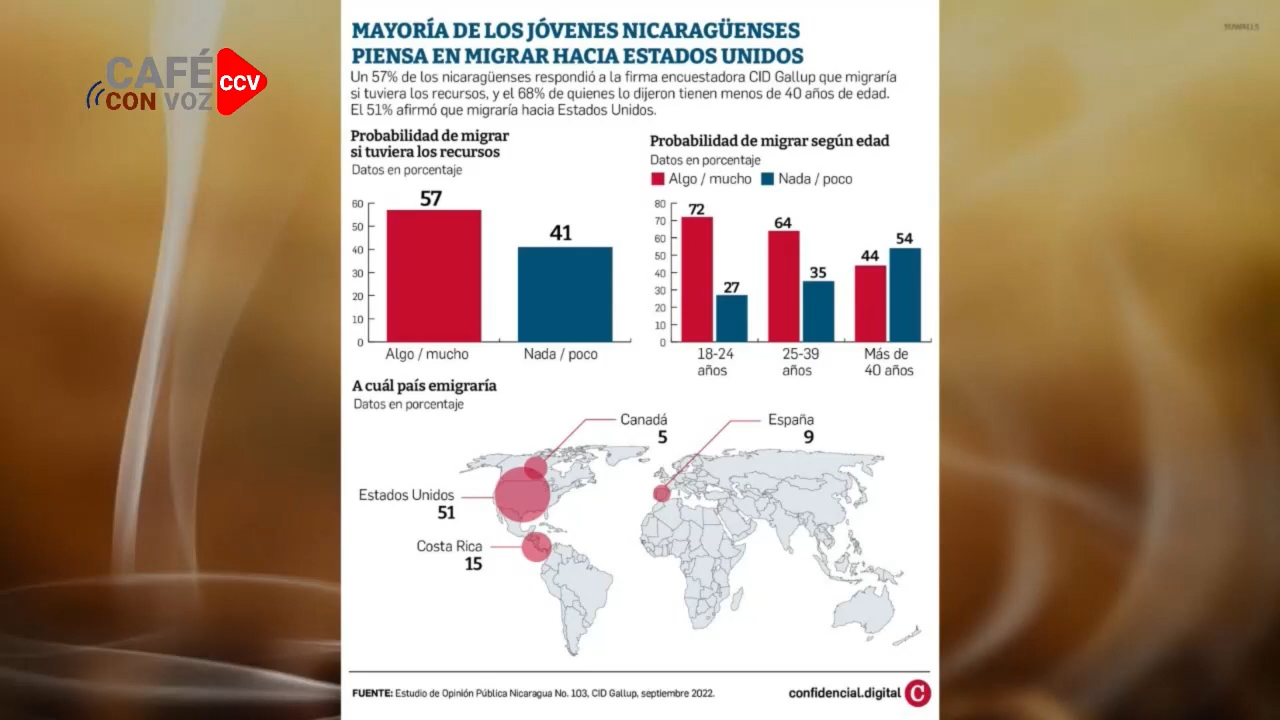 CAFÉ
CON VOZ
CCV
MAYORÍA DE LOS JÓVENES NICARAGÜENSES
PIENSA EN MIGRAR HACIA ESTADOS UNIDOS
Un 57% de los nicaragüenses respondió a la firma encuestadora CID Gallup que migraría
si tuviera los recursos, y el 68% de quienes lo dijeron tienen menos de 40 años de edad.
El 51% afirmó que migraría hacia Estados Unidos.
Probabilidad de migrar
si tuviera los recursos
Datos en porcentaje
60
50
40
30
20
10
0
57
41
Algo / mucho
Nada / poco
Probabilidad de migrar según edad
Datos en porcentaje
Algo / mucho Nada / poco
80
70
60
50
40
30
20
10
0
72
27
64
35
44
54
18-24
años
25-39
años
Más de
40 años
A cuál país emigraría
Datos en porcentaje
Canadá
5
España
9
Estados Unidos
51
Costa Rica
15
FUENTE: Estudio de Opinión Pública Nicaragua No. 103, CID Gallup, septiembre 2022.
confidencial.digital C